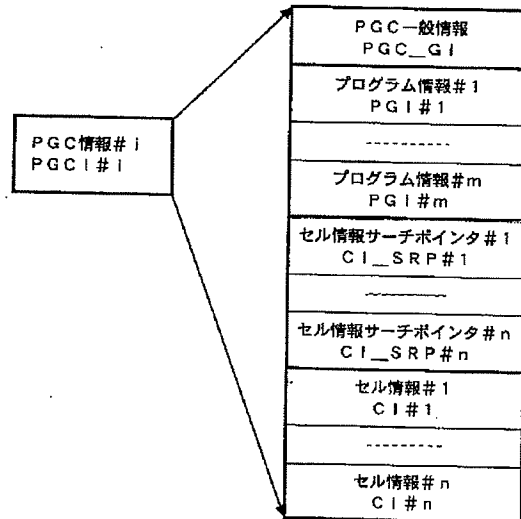 PGC情報#i
PGCI#i
PGC一般情報
PGC_GI
プログラム情報#1
PGI#1
----------
プログラム情報#m
PGI#m
セル情報サーチポインタ#1
CI_SRP#1
----------
セル情報サーチポインタ#n
CI_SRP#n
セル情報#1
CI#1
----------
セル情報#n
CI#n